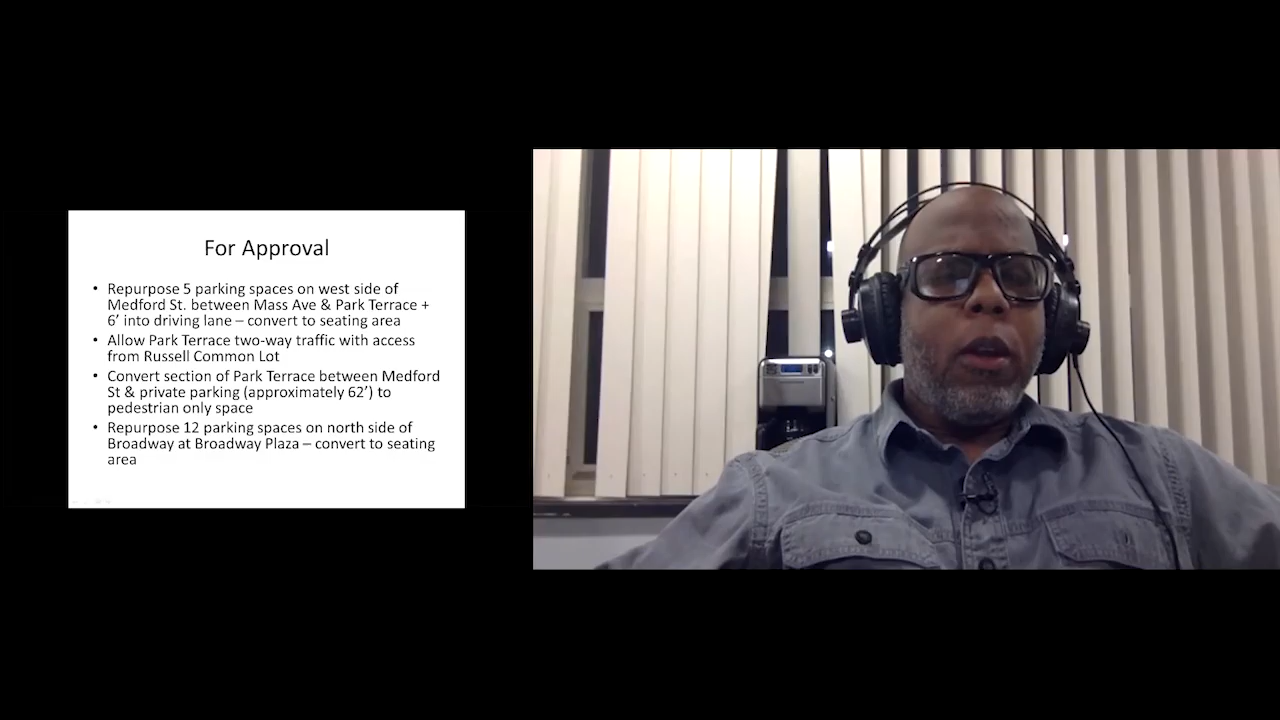 For Approval
• Repurpose 5 parking spaces on west side of
Medford St. between Mass Ave & Park Terrace +
6’ into driving lane – convert to seating area
• Allow Park Terrace two-way traffic with access
from Russell Common Lot
• Convert section of Park Terrace between Medford
St & private parking (approximately 62’) to
pedestrian only space
• Repurpose 12 parking spaces on north side of
Broadway at Broadway Plaza – convert to seating
area